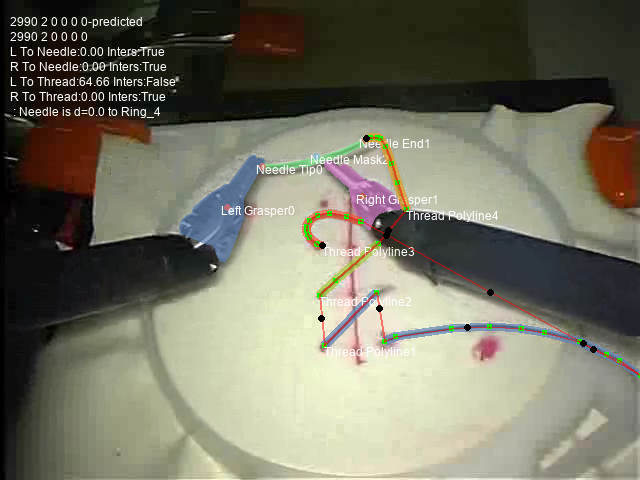 2990 2 0 0 0 0-predicted
2990 2 0 0 0 0
L To Needle:0.00 Inters:True
R To Needle:0.00 Inters:True
L To Thread:64.66 Inters:False
R To Thread:0.00 Inters:True
: Needle is d=0.0 to Ring_4
Needle End1
Needle Mask2
Needle Tip0
Right Grasper1
Left Grasper0
Thread Polyline4
Thread Polyline3
Thread Polyline2
Thread Polyline1